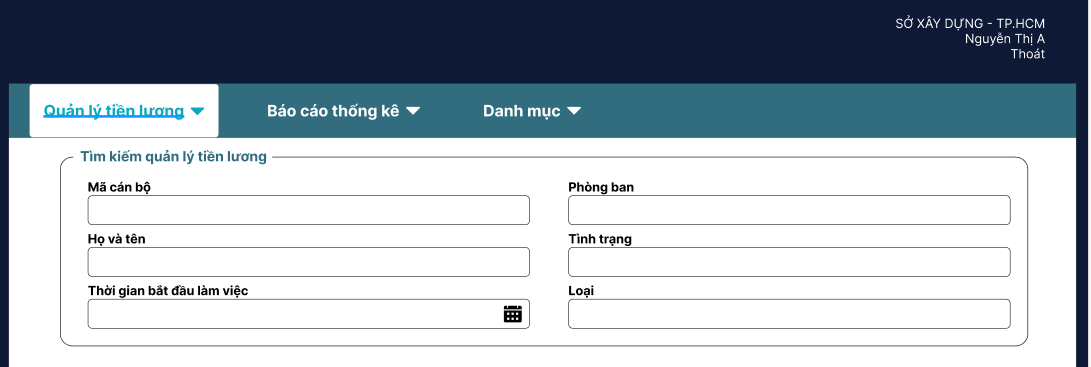 SỞ XÂY DỰNG - TP.HCM
Nguyễn Thị A
Thoát
Quản lý tiền lương
Báo cáo thống kê
Danh mục
Tìm kiếm quản lý tiền lương
Mã cán bộ
Phòng ban
Họ và tên
Tình trạng
Thời gian bắt đầu làm việc
Loại